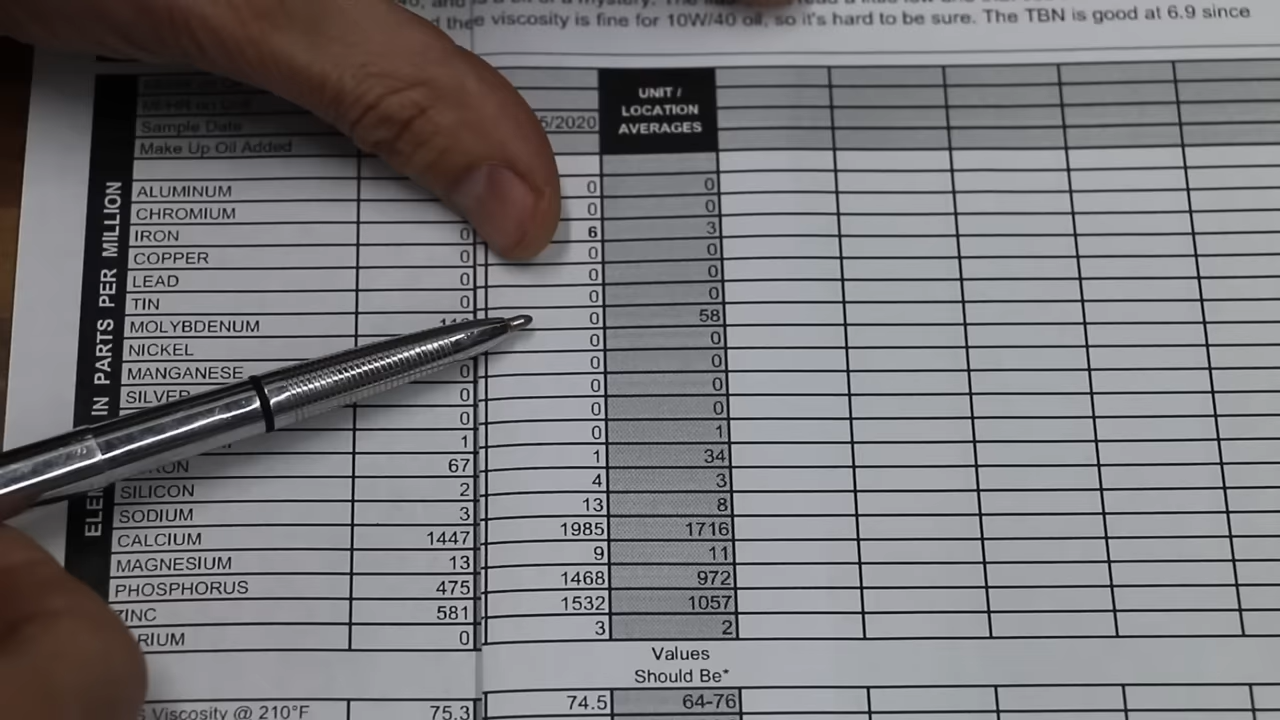 viscosity is fine for 10W/40 oil, so it's hard to be sure. The TBN is good at 6.9 since
UNIT /
LOCATION
AVERAGES
Sample Date 5/2020
Make Up Oil Added
ELEM IN PARTS PER MILLION
ALUMINUM 0 0
CHROMIUM 0 0
IRON 0 6 3
COPPER 0 0 0
LEAD 0 0 0
TIN 0 0 0
MOLYBDENUM 0 58
NICKEL 0 0
MANGANESE 0 0 0
SILVER 0 0
0 0 1
1 1 34
RON 67 4 3
SILICON 2 13 8
SODIUM 3 1985 1716
CALCIUM 1447 9 11
MAGNESIUM 13 1468 972
PHOSPHORUS 475 1532 1057
ZINC 581 3 2
RIUM 0
Values
Should Be*
s Viscosity @ 210°F 75.3 74.5 64-76